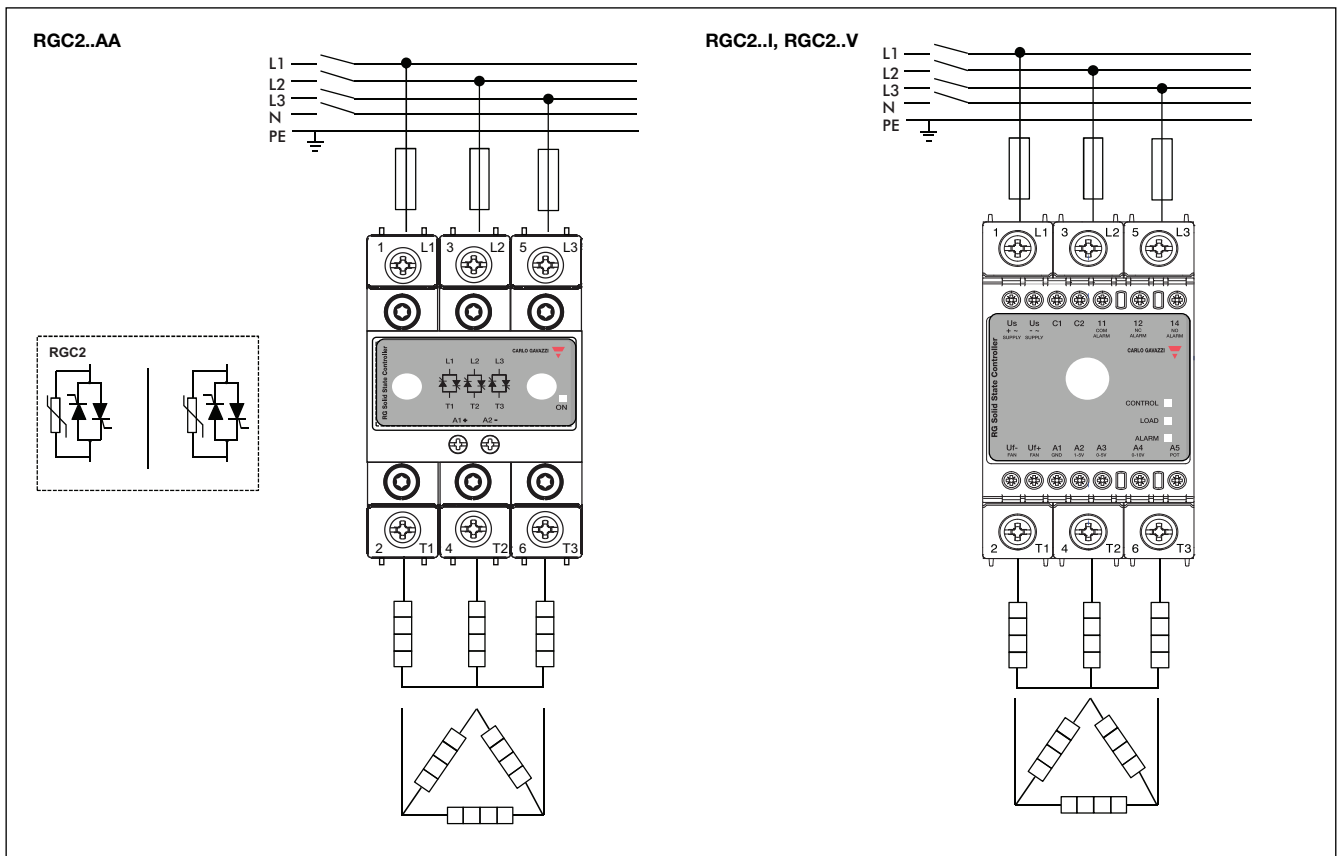 RGC2..AA
L1
L2
L3
N
PE
1 L1 3 L2 5 L3
RG Solid State Controller
CARLO GAVAZZI
L1 L2 L3
T1 T2 T3
ON
A1+ A2-
2 T1 4 T2 6 T3
RGC2
RGC2..I, RGC2..V
L1
L2
L3
N
PE
1 L1 3 L2 5 L3
Us Us C1 C2 11 12 14
+ ~ - ~ COM NC NO
SUPPLY SUPPLY ALARM ALARM ALARM
RG Solid State Controller
CARLO GAVAZZI
CONTROL
LOAD
ALARM
Uf- Uf+ A1 A2 A3 A4 A5
FAN FAN GND 1-5V 0-5V 0-10V POT
2 T1 4 T2 6 T3